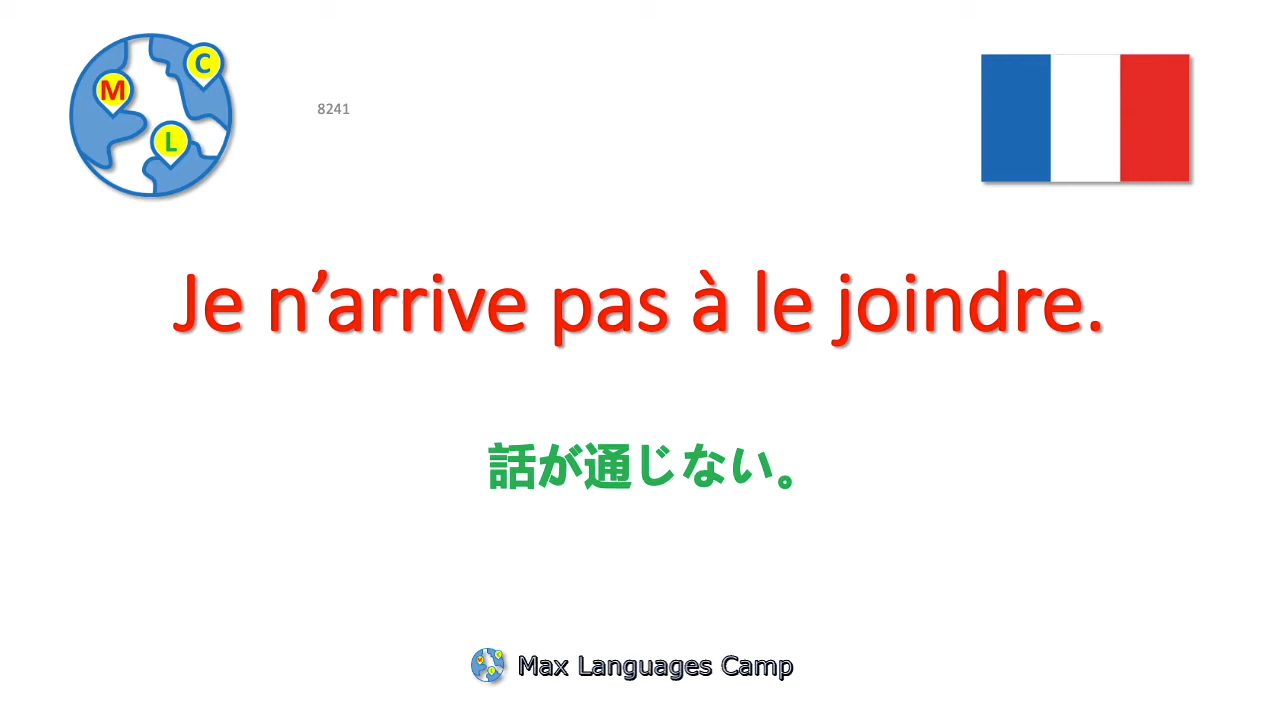 M
C
L
8241
Je n’arrive pas à le joindre.
話が通じない。
Max Languages Camp